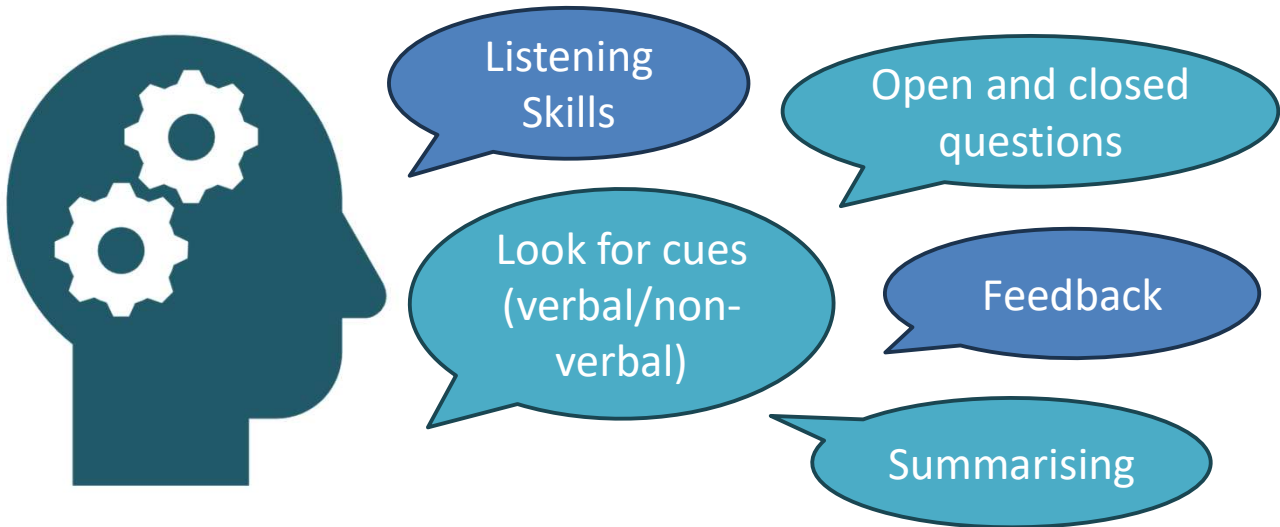 Listening
Skills
Open and closed
questions
Look for cues
(verbal/non-
verbal)
Feedback
Summarising